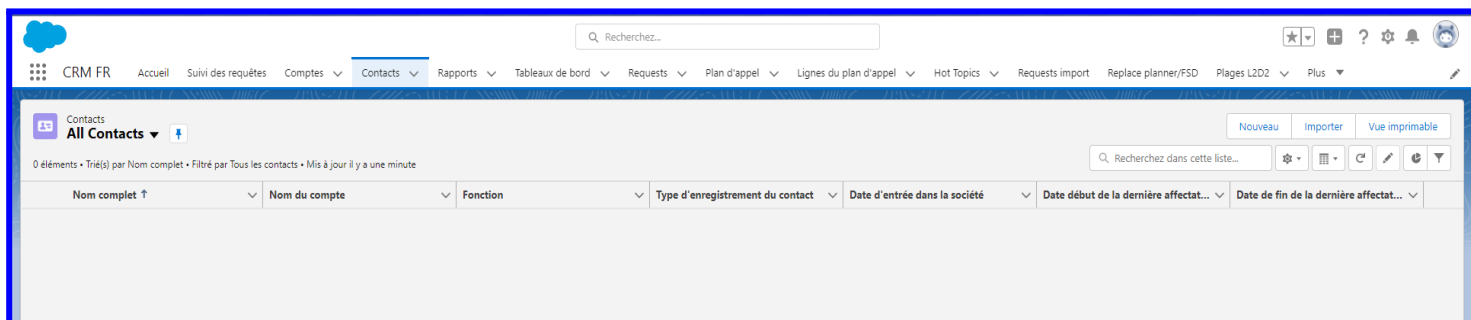 Recherchez...
CRM FR Accueil Suivi des requêtes Comptes Contacts Rapports Tableaux de bord Requests Plan d'appel Lignes du plan d'appel Hot Topics Requests import Replace planner/FSD Plages L2D2 Plus
Contacts
All Contacts
Nouveau Importer Vue imprimable
0 éléments • Trié(s) par Nom complet • Filtré par Tous les contacts • Mis à jour il y a une minute
Recherchez dans cette liste...
Nom complet ↑ Nom du compte Fonction Type d'enregistrement du contact Date d'entrée dans la société Date début de la dernière affectat... Date de fin de la dernière affectat...